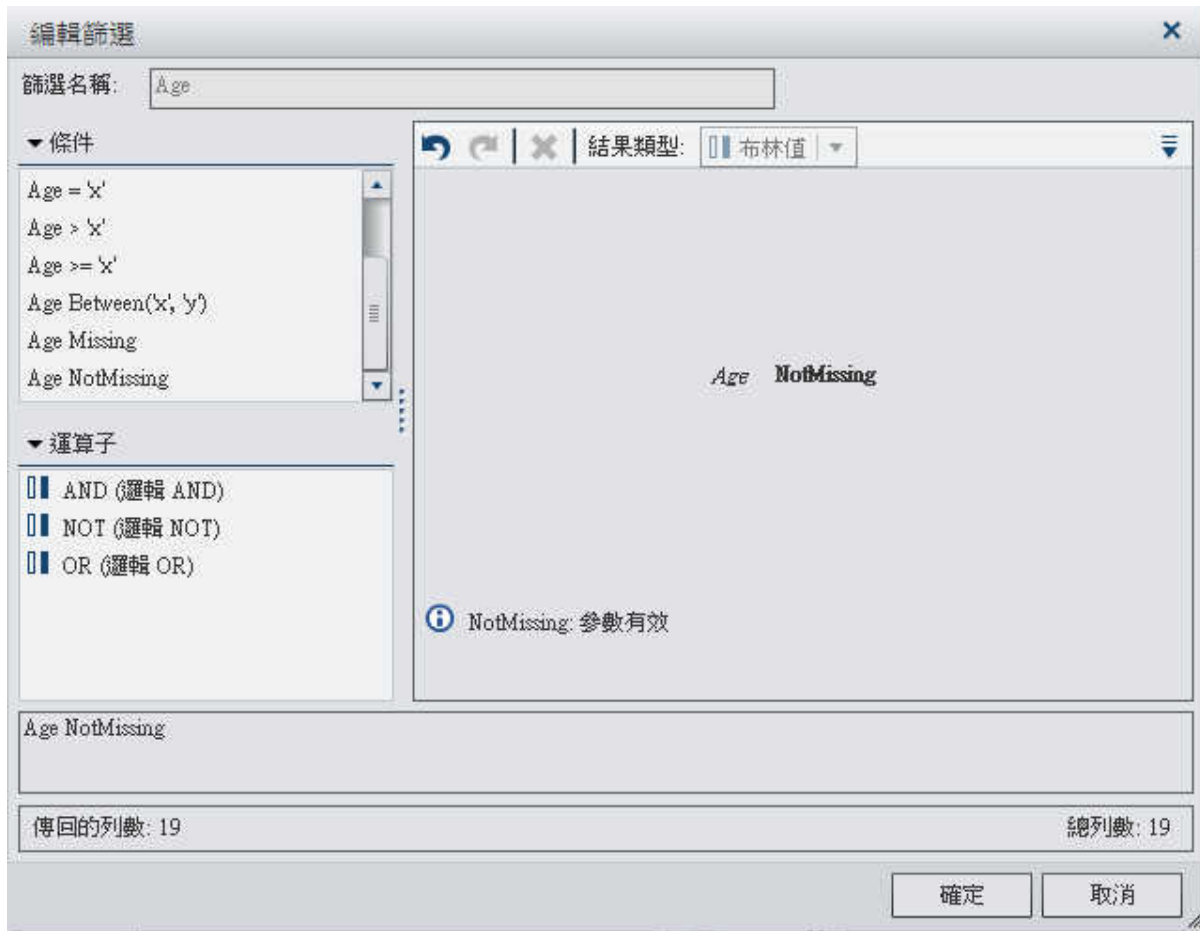 編輯篩選
篩選名稱: Age
條件
Age = 'x'
Age > 'x'
Age >= 'x'
Age Between('x', 'y')
Age Missing
Age NotMissing
運算子
AND (邏輯 AND)
NOT (邏輯 NOT)
OR (邏輯 OR)
結果類型: 布林值
Age NotMissing
NotMissing: 參數有效
Age NotMissing
傳回的列數: 19 總列數: 19
確定 取消